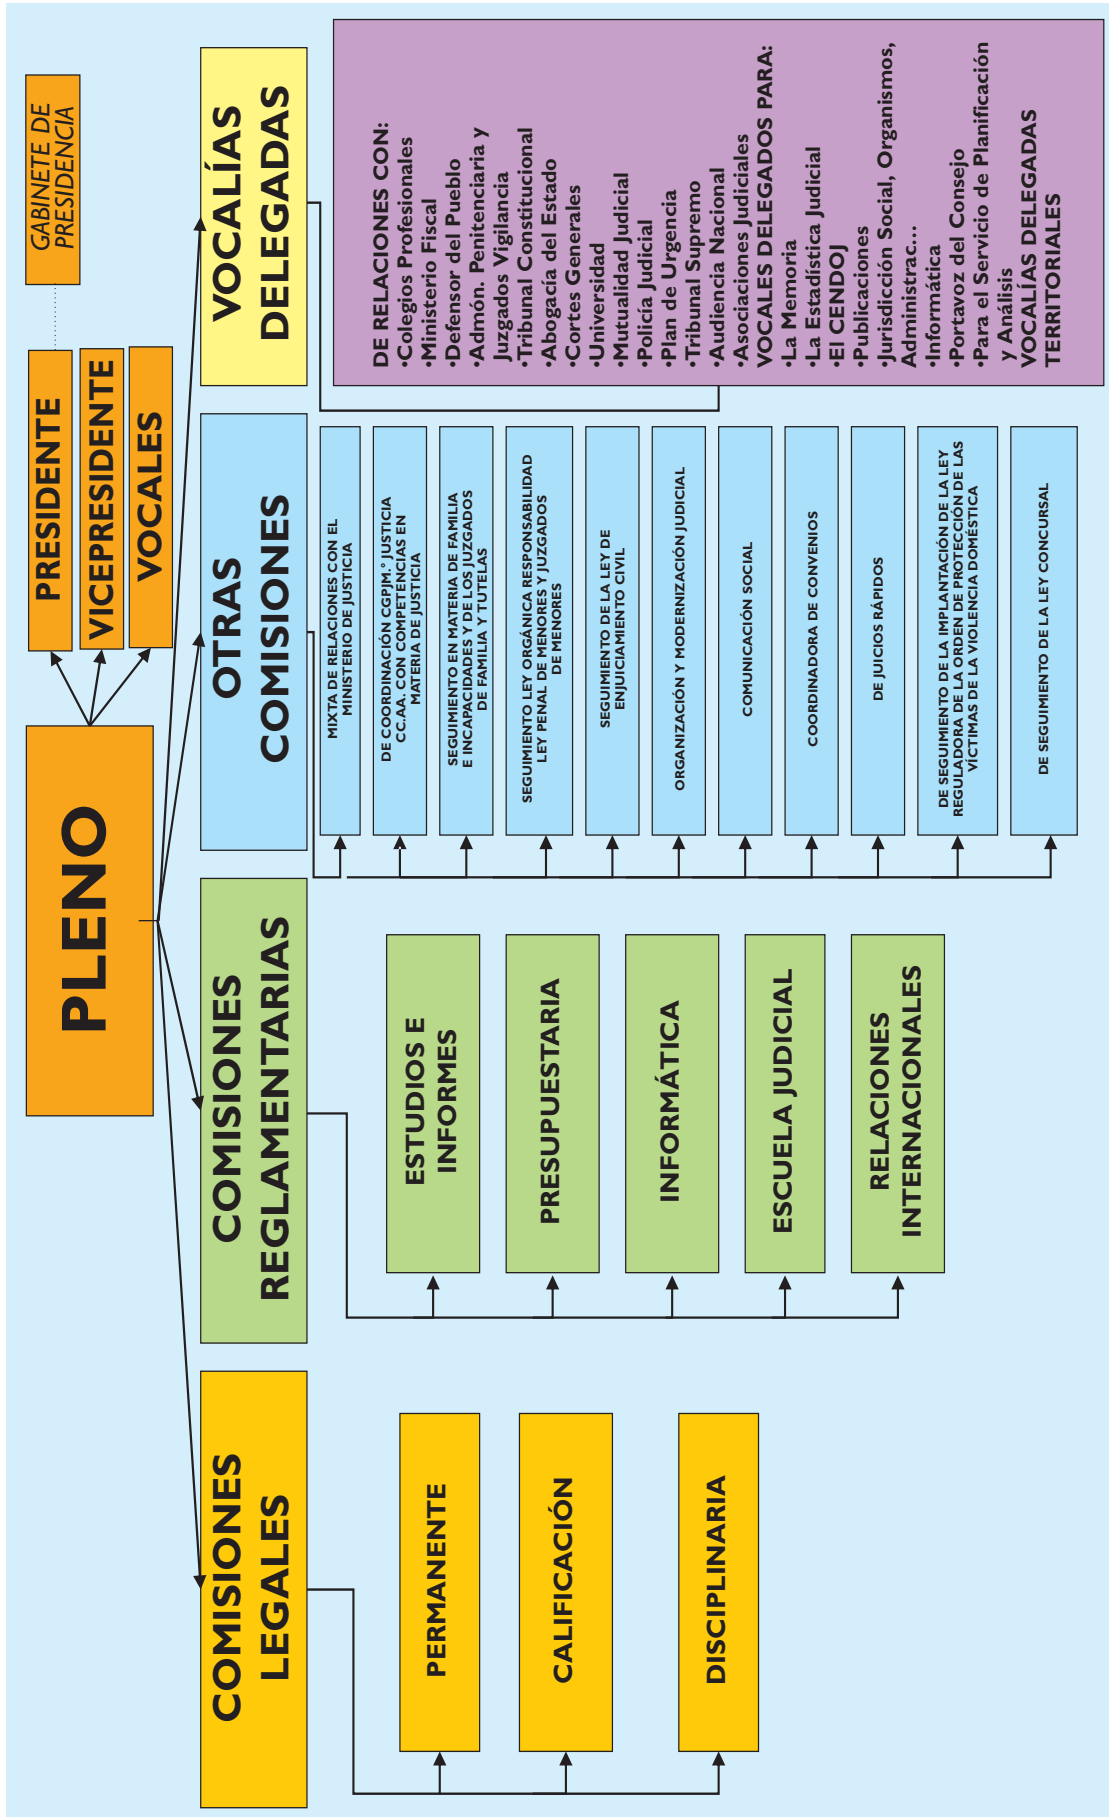 PLENO
PRESIDENTE
VICEPRESIDENTE
VOCALES
GABINETE DE
PRESIDENCIA
COMISIONES
LEGALES
PERMANENTE
CALIFICACIÓN
DISCIPLINARIA
COMISIONES
REGLAMENTARIAS
ESTUDIOS E
INFORMES
PRESUPUESTARIA
INFORMÁTICA
ESCUELA JUDICIAL
RELACIONES
INTERNACIONALES
OTRAS
COMISIONES
MIXTA DE RELACIONES CON EL
MINISTERIO DE JUSTICIA
DE COORDINACIÓN CGPJM.º JUSTICIA
CC.AA. CON COMPETENCIAS EN
MATERIA DE JUSTICIA
SEGUIMIENTO EN MATERIA DE FAMILIA
E INCAPACIDADES Y DE LOS JUZGADOS
DE FAMILIA Y TUTELAS
SEGUIMIENTO LEY ORGÁNICA RESPONSABILIDAD
LEY PENAL DE MENORES Y JUZGADOS
DE MENORES
SEGUIMIENTO DE LA LEY DE
ENJUICIAMIENTO CIVIL
ORGANIZACIÓN Y MODERNIZACIÓN JUDICIAL
COMUNICACIÓN SOCIAL
COORDINADORA DE CONVENIOS
DE JUICIOS RÁPIDOS
DE SEGUIMIENTO DE LA IMPLANTACIÓN DE LA LEY
REGULADORA DE LA ORDEN DE PROTECCIÓN DE LAS
VÍCTIMAS DE LA VIOLENCIA DOMÉSTICA
DE SEGUIMIENTO DE LA LEY CONCURSAL
VOCALÍAS
DELEGADAS
DE RELACIONES CON:
•Colegios Profesionales
•Ministerio Fiscal
•Defensor del Pueblo
•Admón. Penitenciaria y
Juzgados Vigilancia
•Tribunal Constitucional
•Abogacía del Estado
•Cortes Generales
•Universidad
•Mutualidad Judicial
•Policía Judicial
•Plan de Urgencia
•Tribunal Supremo
•Audiencia Nacional
•Asociaciones Judiciales
VOCALES DELEGADOS PARA:
•La Memoria
•La Estadística Judicial
•El CENDOJ
•Publicaciones
•Jurisdicción Social, Organismos,
Administrac...
•Informática
•Portavoz del Consejo
•Para el Servicio de Planificación
y Análisis
VOCALÍAS DELEGADAS
TERRITORIALES